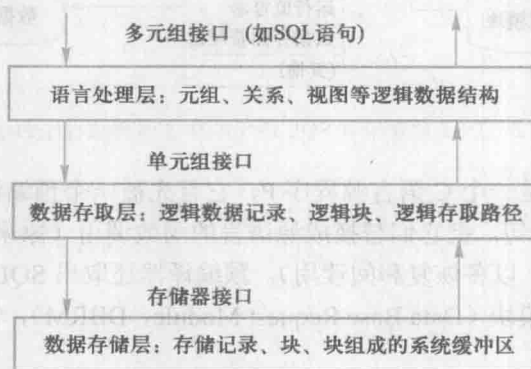 多元组接口（如SQL语句）
语言处理层：元组、关系、视图等逻辑数据结构
单元组接口
数据存取层：逻辑数据记录、逻辑块、逻辑存取路径
存储器接口
数据存储层：存储记录、块、块组成的系统缓冲区